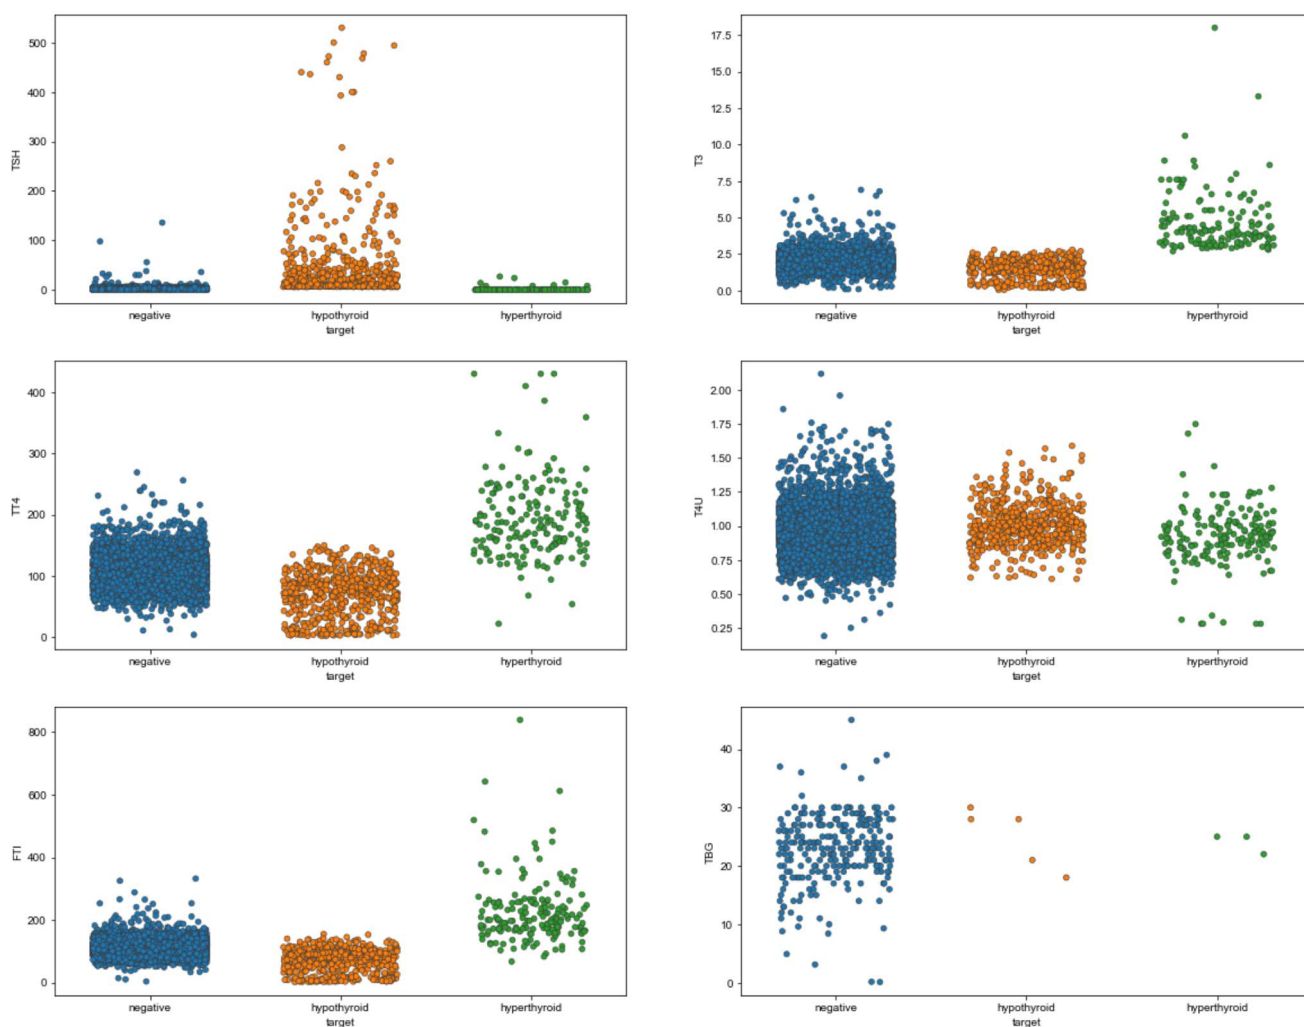 TSH
500
400
300
200
100
0
negative hypothyroid hyperthyroid
target
T3
17.5
15.0
12.5
10.0
7.5
5.0
2.5
0.0
negative hypothyroid hyperthyroid
target
TT4
400
300
200
100
0
negative hypothyroid hyperthyroid
target
T4U
2.00
1.75
1.50
1.25
1.00
0.75
0.50
0.25
negative hypothyroid hyperthyroid
target
FTI
800
600
400
200
0
negative hypothyroid hyperthyroid
target
TBG
40
30
20
10
0
negative hypothyroid hyperthyroid
target